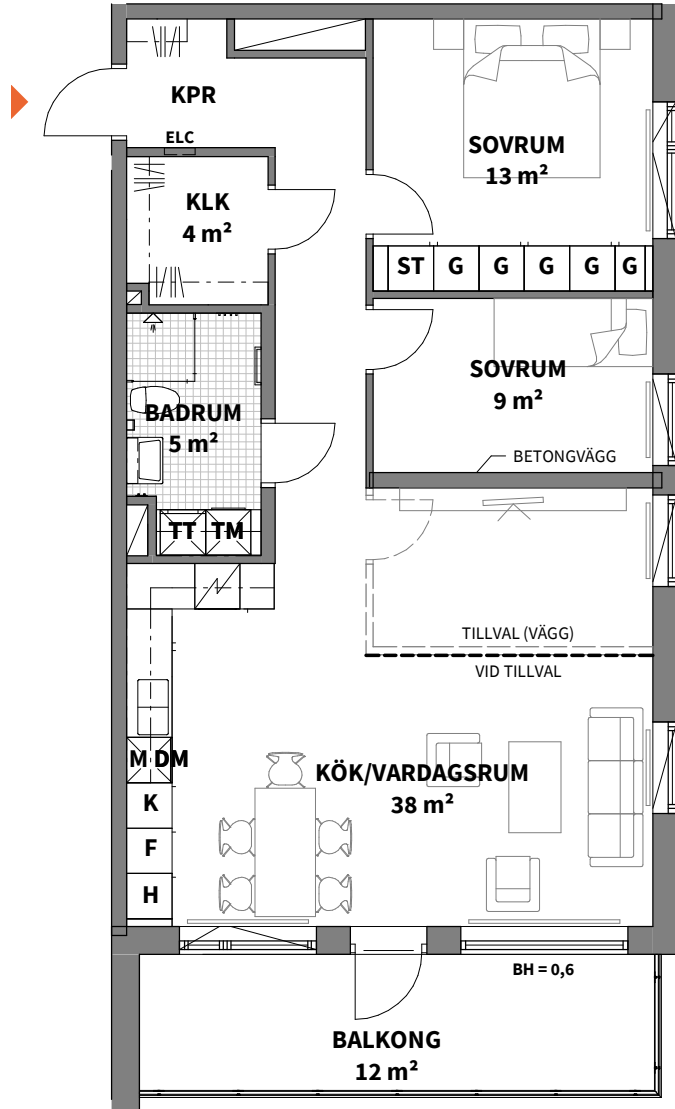 KPR
ELC
SOVRUM
13 m²
KLK
4 m²
ST G G G G G
SOVRUM
9 m²
BADRUM
5 m²
BETONGVÄGG
TT TM
TILLVAL (VÄGG)
VID TILLVAL
M DM
KÖK/VARDAGSRUM
38 m²
K
F
H
BH = 0,6
BALKONG
12 m²